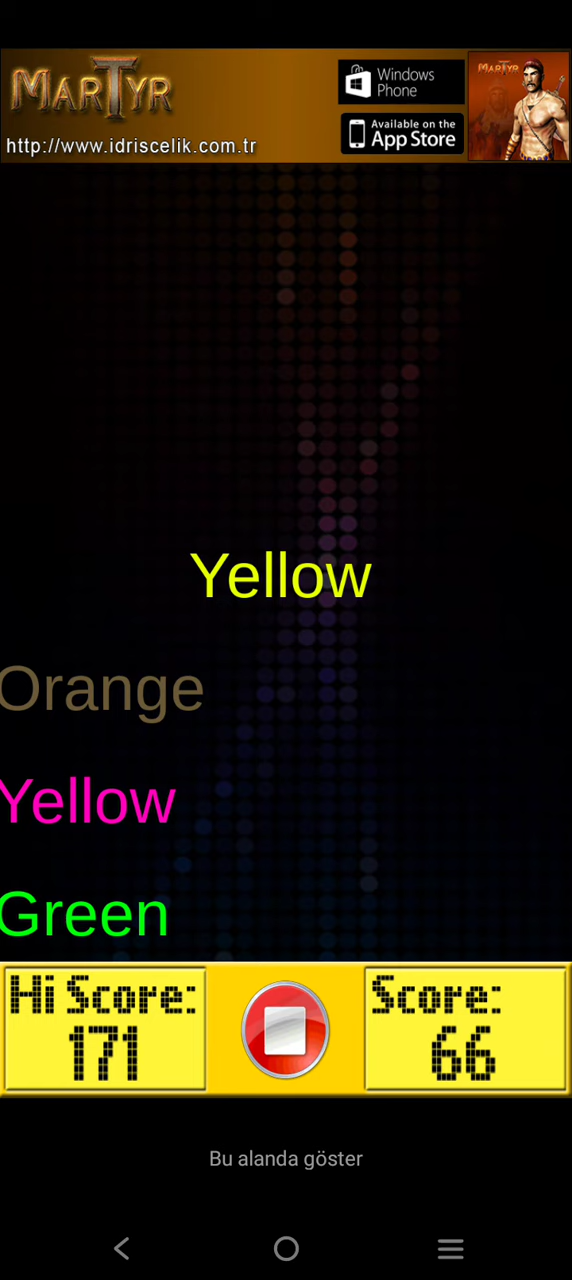 MARTYR
Windows
Phone
Available on the
App Store
http://www.idriscelik.com.tr
MARTYR
Yellow
Orange
Yellow
Green
Hi Score:
171
Score:
66
Bu alanda göster